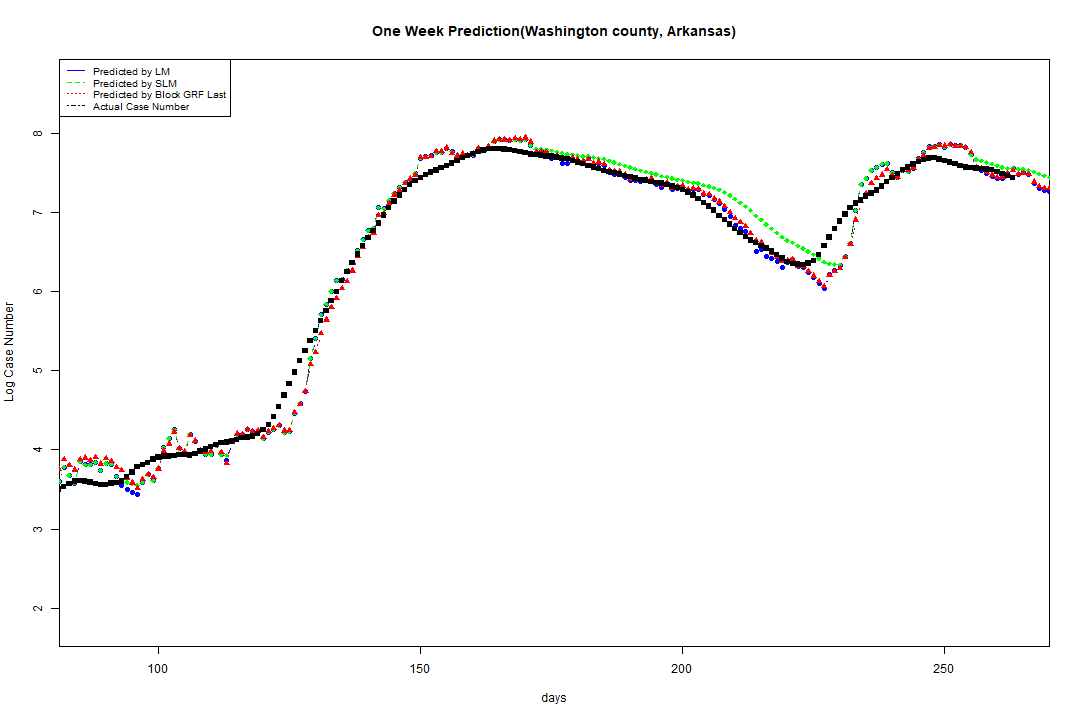 One Week Prediction(Washington county, Arkansas)
Predicted by LM
Predicted by SLM
Predicted by Block GRF Last
Actual Case Number
8
7
6
5
4
3
2
Log Case Number
100 150 200 250
days